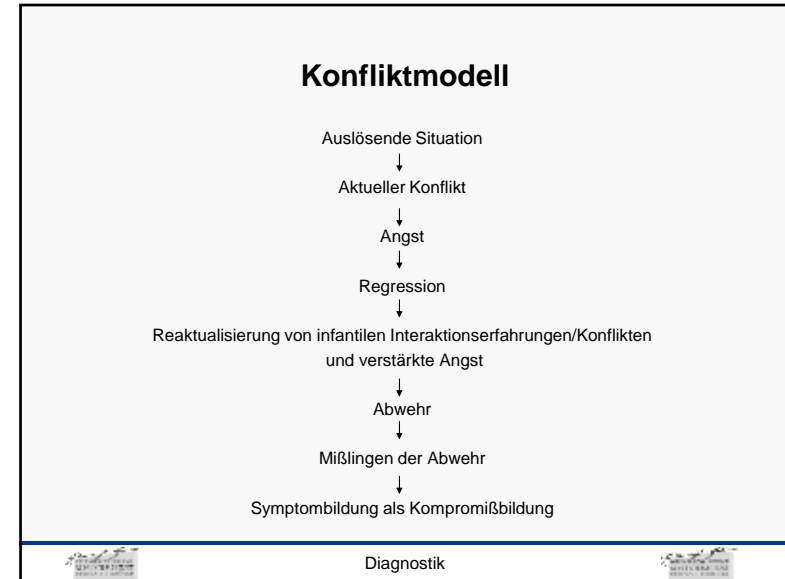 Konfliktmodell
Auslösende Situation
Aktueller Konflikt
Angst
Regression
Reaktualisierung von infantilen Interaktionserfahrungen/Konflikten
und verstärkte Angst
Abwehr
Mißlingen der Abwehr
Symptombildung als Kompromißbildung
Diagnostik